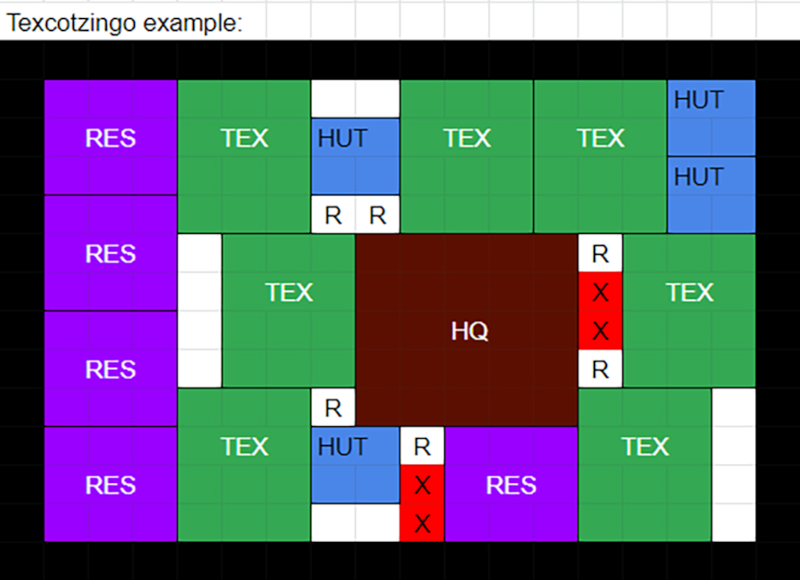 Texcotzingo example:
HUT
RES TEX HUT TEX TEX
HUT
R R
RES R
TEX X TEX
X HQ
RES R
R
TEX HUT R TEX
RES X RES
X